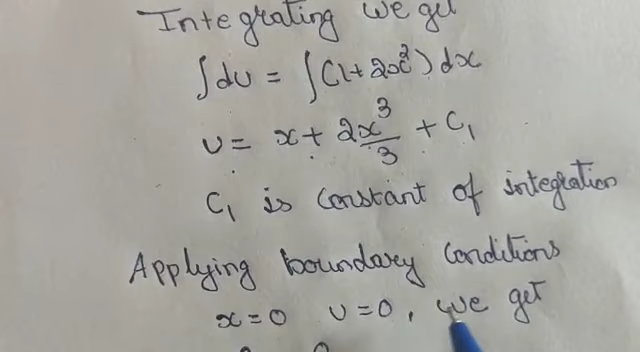 Integrating we get
∫du = ∫(1+2x²)dx
u = x + 2x³/3 + C₁
C₁ is constant of integration
Applying boundary conditions
x=0 u=0, we get